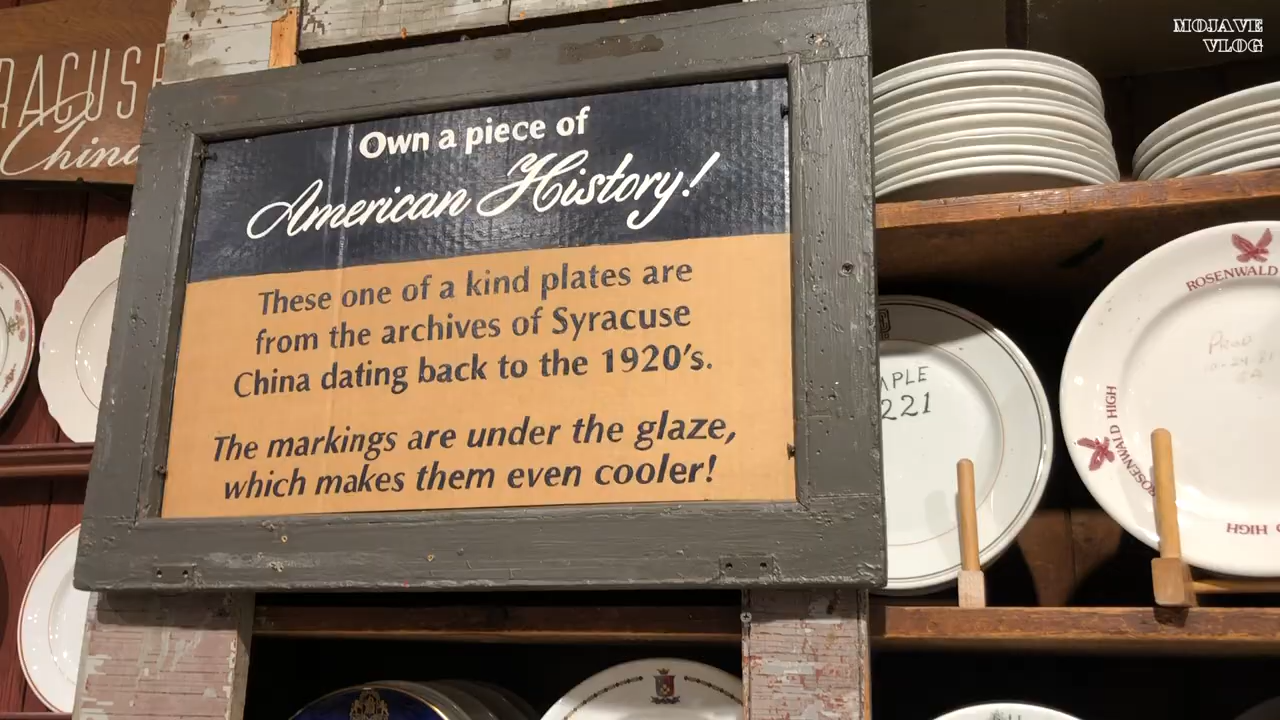 MOJAVE
VLOG
China
Own a piece of
American History!
These one of a kind plates are
from the archives of Syracuse
China dating back to the 1920's.
The markings are under the glaze,
which makes them even cooler!
221
ROSENWALD
ROSENWALD HIGH
HIGH